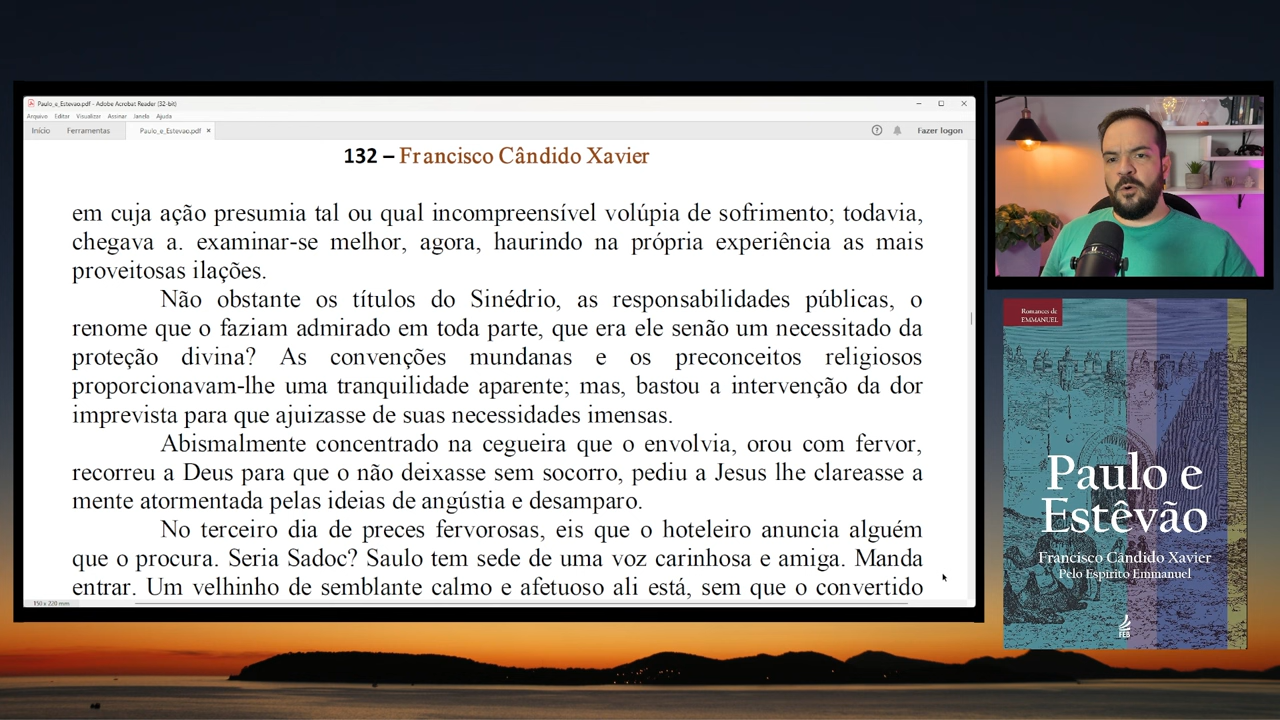 Paulo_e_Estevao.pdf - Adobe Acrobat Reader (32-bit)
Arquivo Editar Visualizar Assinar Janela Ajuda
Início Ferramentas Paulo_e_Estevao.pdf × Fazer logon
132 – Francisco Cândido Xavier
em cuja ação presumia tal ou qual incompreensível volúpia de sofrimento; todavia,
chegava a. examinar-se melhor, agora, haurindo na própria experiência as mais
proveitosas ilações.
Não obstante os títulos do Sinédrio, as responsabilidades públicas, o
renome que o faziam admirado em toda parte, que era ele senão um necessitado da
proteção divina? As convenções mundanas e os preconceitos religiosos
proporcionavam-lhe uma tranquilidade aparente; mas, bastou a intervenção da dor
imprevista para que ajuizasse de suas necessidades imensas.
Abismalmente concentrado na cegueira que o envolvia, orou com fervor,
recorreu a Deus para que o não deixasse sem socorro, pediu a Jesus lhe clareasse a
mente atormentada pelas ideias de angústia e desamparo.
No terceiro dia de preces fervorosas, eis que o hoteleiro anuncia alguém
que o procura. Seria Sadoc? Saulo tem sede de uma voz carinhosa e amiga. Manda
entrar. Um velhinho de semblante calmo e afetuoso ali está, sem que o convertido
150 x 220 mm
Romances de
EMMANUEL
Paulo e
Estêvão
Francisco Cândido Xavier
Pelo Espírito Emmanuel
FEB